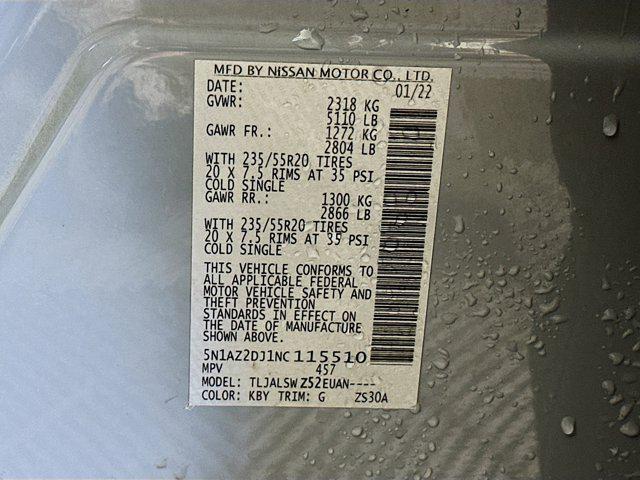 MFD BY NISSAN MOTOR CO., LTD.
DATE: 01/22
GVWR: 2318 KG
5110 LB
GAWR FR.: 1272 KG
2804 LB
WITH 235/55R20 TIRES
20 X 7.5 RIMS AT 35 PSI
COLD SINGLE
GAWR RR.: 1300 KG
2866 LB
WITH 235/55R20 TIRES
20 X 7.5 RIMS AT 35 PSI
COLD SINGLE
THIS VEHICLE CONFORMS TO
ALL APPLICABLE FEDERAL
MOTOR VEHICLE SAFETY AND
THEFT PREVENTION
STANDARDS IN EFFECT ON
THE DATE OF MANUFACTURE
SHOWN ABOVE.
5N1AZ2DJ1NC115510
MPV 457
MODEL: TLJALSWZ52EUAN----
COLOR: KBY TRIM: G ZS30A